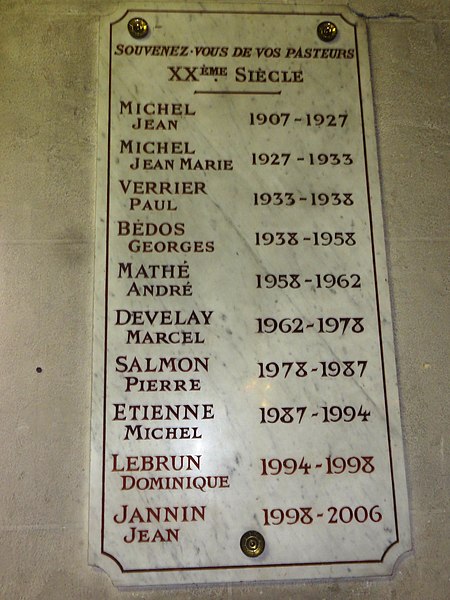 SOUVENEZ-VOUS DE VOS PASTEURS
XXÈME SIÈCLE
MICHEL
JEAN 1907-1927
MICHEL
JEAN MARIE 1927-1933
VERRIER
PAUL 1933-1938
BÉDOS
GEORGES 1938-1958
MATHÉ
ANDRÉ 1958-1962
DEVELAY
MARCEL 1962-1978
SALMON
PIERRE 1978-1987
ETIENNE
MICHEL 1987-1994
LEBRUN
DOMINIQUE 1994-1998
JANNIN
JEAN 1998-2006